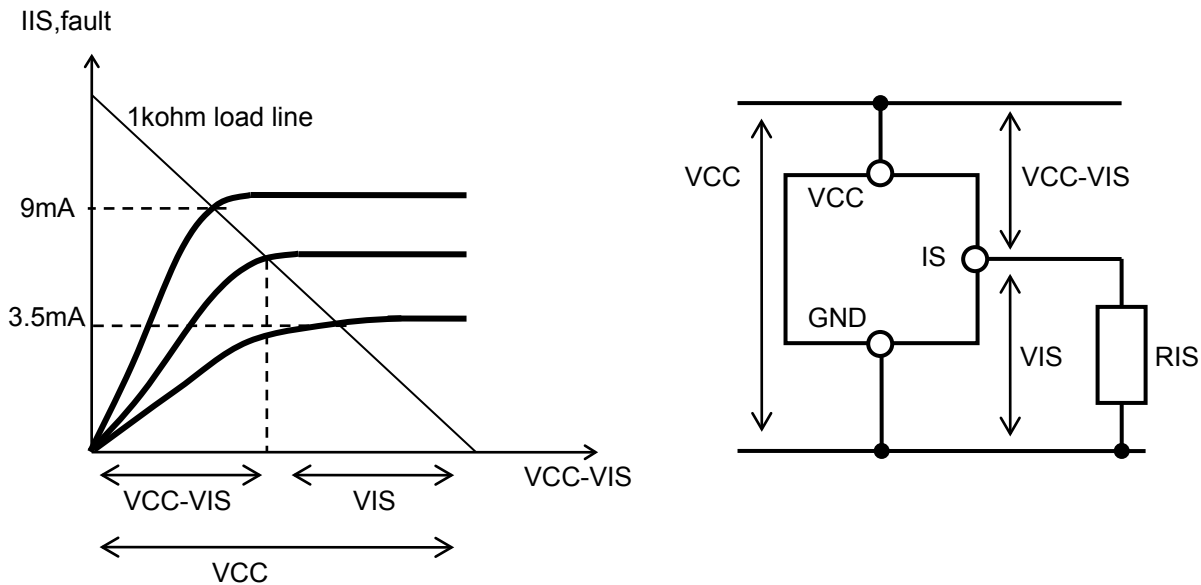 IIS,fault
1kohm load line
9mA
3.5mA
VCC-VIS
VCC-VIS
VIS
VCC
VCC
VCC
VCC-VIS
IS
GND
VIS
RIS